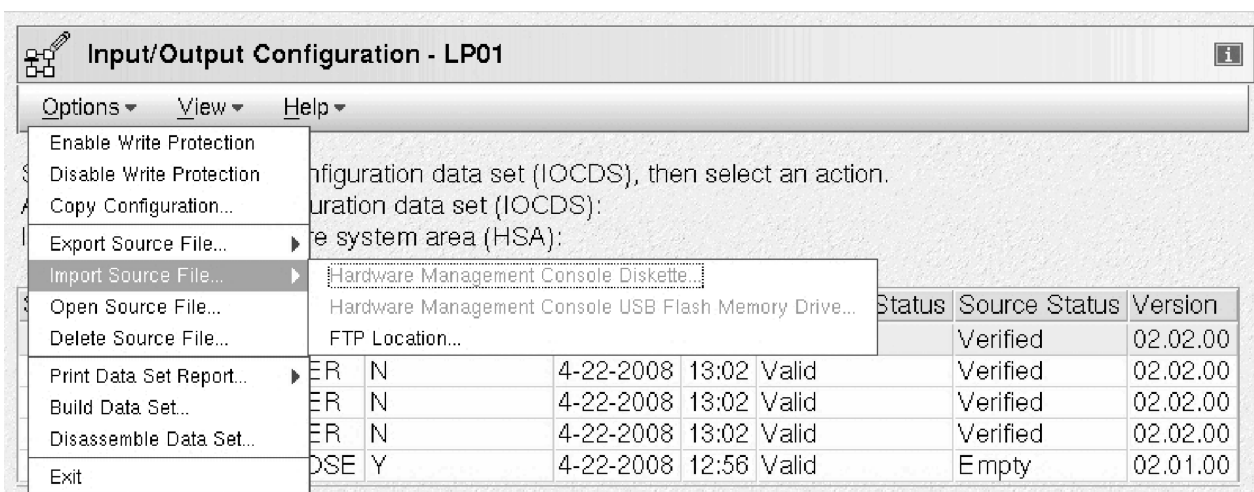 Input/Output Configuration - LP01
i
Options View Help
Enable Write Protection
Disable Write Protection
nfiguration data set (IOCDS), then select an action.
Copy Configuration...
uration data set (IOCDS):
Export Source File...
re system area (HSA):
Import Source File...
Hardware Management Console Diskette...
Open Source File...
Hardware Management Console USB Flash Memory Drive...
Status Source Status Version
Delete Source File...
FTP Location...
Verified 02.02.00
Print Data Set Report...
ER N 4-22-2008 13:02 Valid Verified 02.02.00
Build Data Set...
ER N 4-22-2008 13:02 Valid Verified 02.02.00
Disassemble Data Set...
ER N 4-22-2008 13:02 Valid Verified 02.02.00
Exit
OSE Y 4-22-2008 12:56 Valid Empty 02.01.00